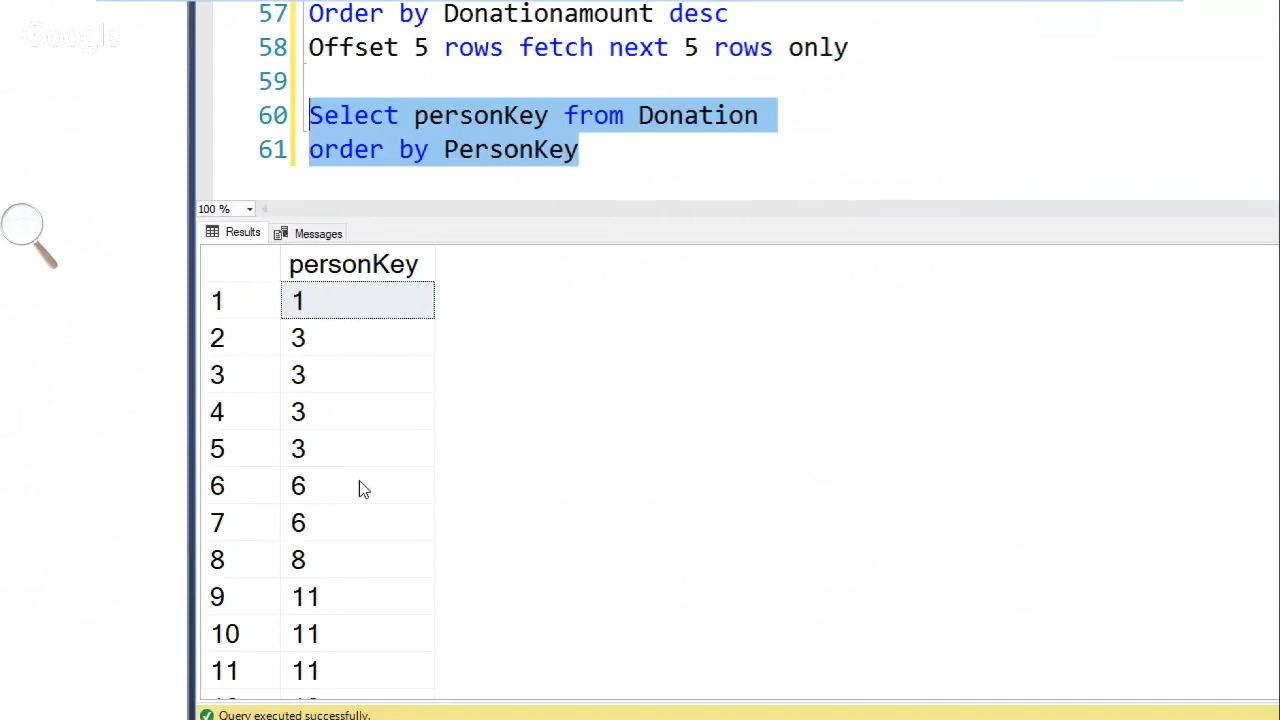 Google
57 Order by Donationamount desc
58 Offset 5 rows fetch next 5 rows only
59
60 Select personKey from Donation
61 order by PersonKey
100 %
Results Messages
personKey
1 1
2 3
3 3
4 3
5 3
6 6
7 6
8 8
9 11
10 11
11 11
Query executed successfully.